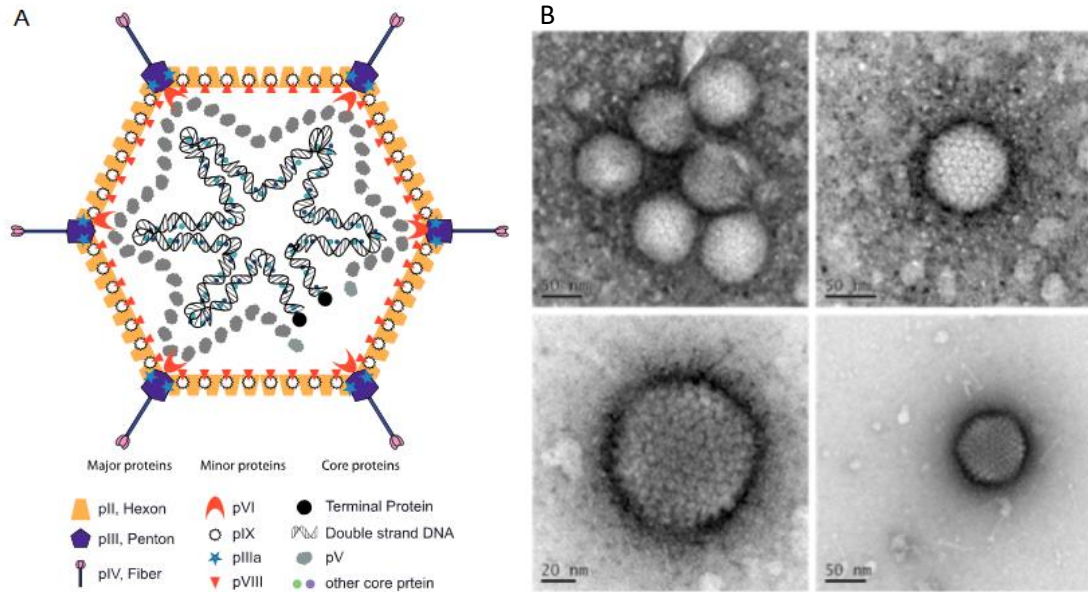 A
Major proteins
Minor proteins
Core proteins
pII, Hexon
pIII, Penton
pIV, Fiber
pVI
pIX
pIIIa
pVIII
Terminal Protein
Double strand DNA
pV
other core prtein
B
50 nm
50 nm
20 nm
50 nm